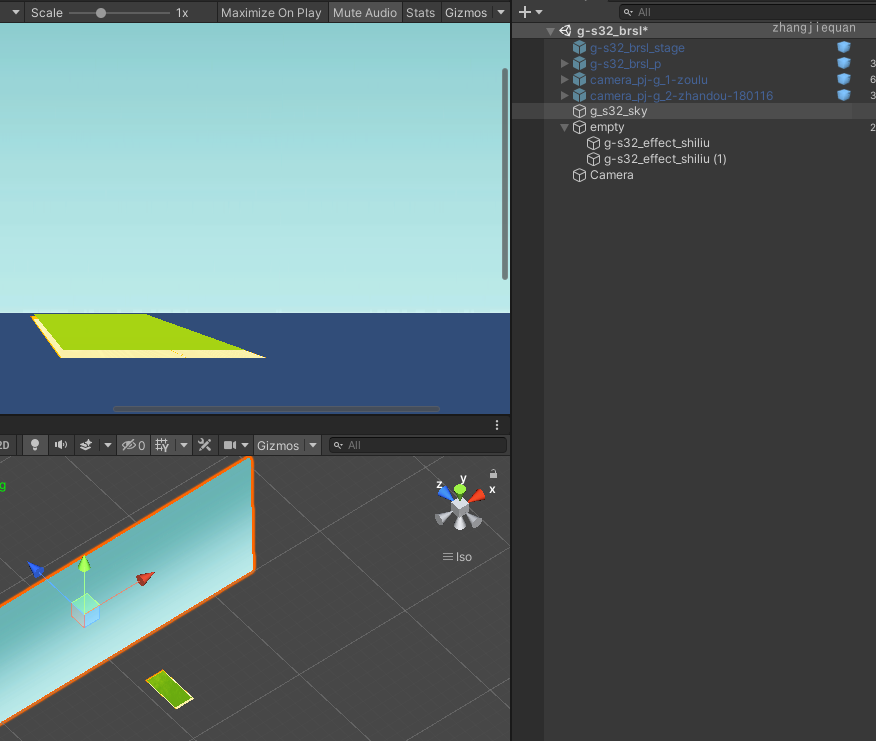 Scale 1x Maximize On Play Mute Audio Stats Gizmos
All
g-s32_brsl*
zhangjiequan
g-s32_brsl_stage
g-s32_brsl_p 3
camera_pj-g_1-zoulu 6
camera_pj-g_2-zhandou-180116 3
g_s32_sky
empty 2
g-s32_effect_shiliu
g-s32_effect_shiliu (1)
Camera
2D 0 Gizmos All
g
y
z
x
Iso